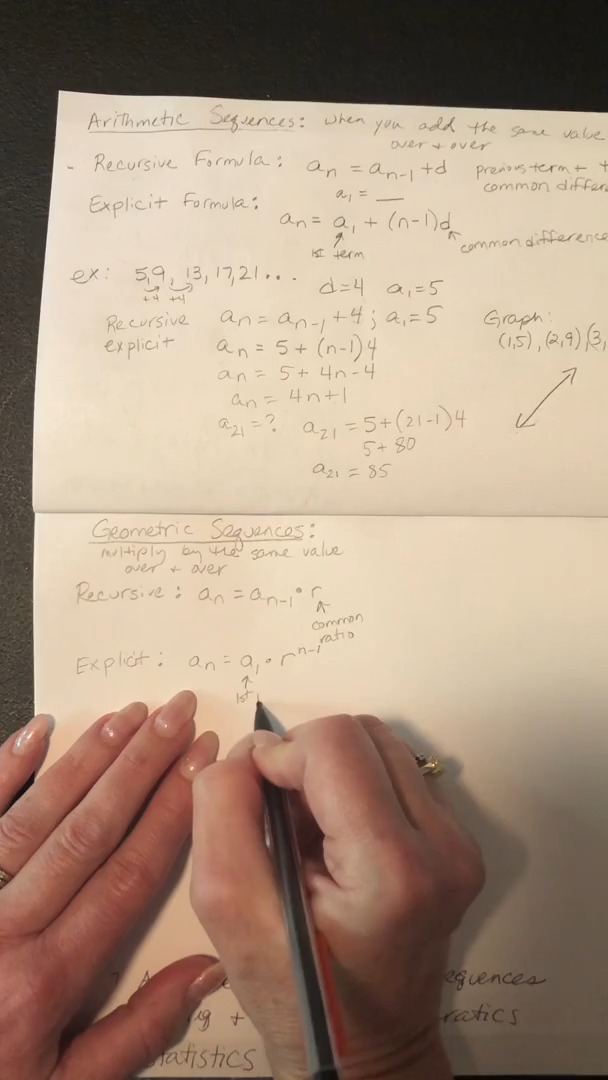 Arithmetic Sequences: when you add the same value
over + over
- Recursive Formula: aₙ = aₙ₋₁ + d previous term +
a₁ = __ common differ
Explicit Formula:
aₙ = a₁ + (n-1)d
1st term common difference
ex: 5,9, 13, 17, 21...
+4 +4
d=4 a₁=5
Recursive aₙ = aₙ₋₁ + 4 ; a₁ = 5 Graph:
explicit aₙ = 5 + (n-1)4 (1,5), (2,9), (3,
aₙ = 5 + 4n - 4
aₙ = 4n+1
a₂₁ = ? a₂₁ = 5+(21-1)4
5 + 80
a₂₁ = 85
Geometric Sequences:
multiply by the same value
over + over
Recursive: aₙ = aₙ₋₁ • r
common
ratio
Explicit: aₙ = a₁ • rⁿ⁻¹
1st
equences
+ ratics
tatistics